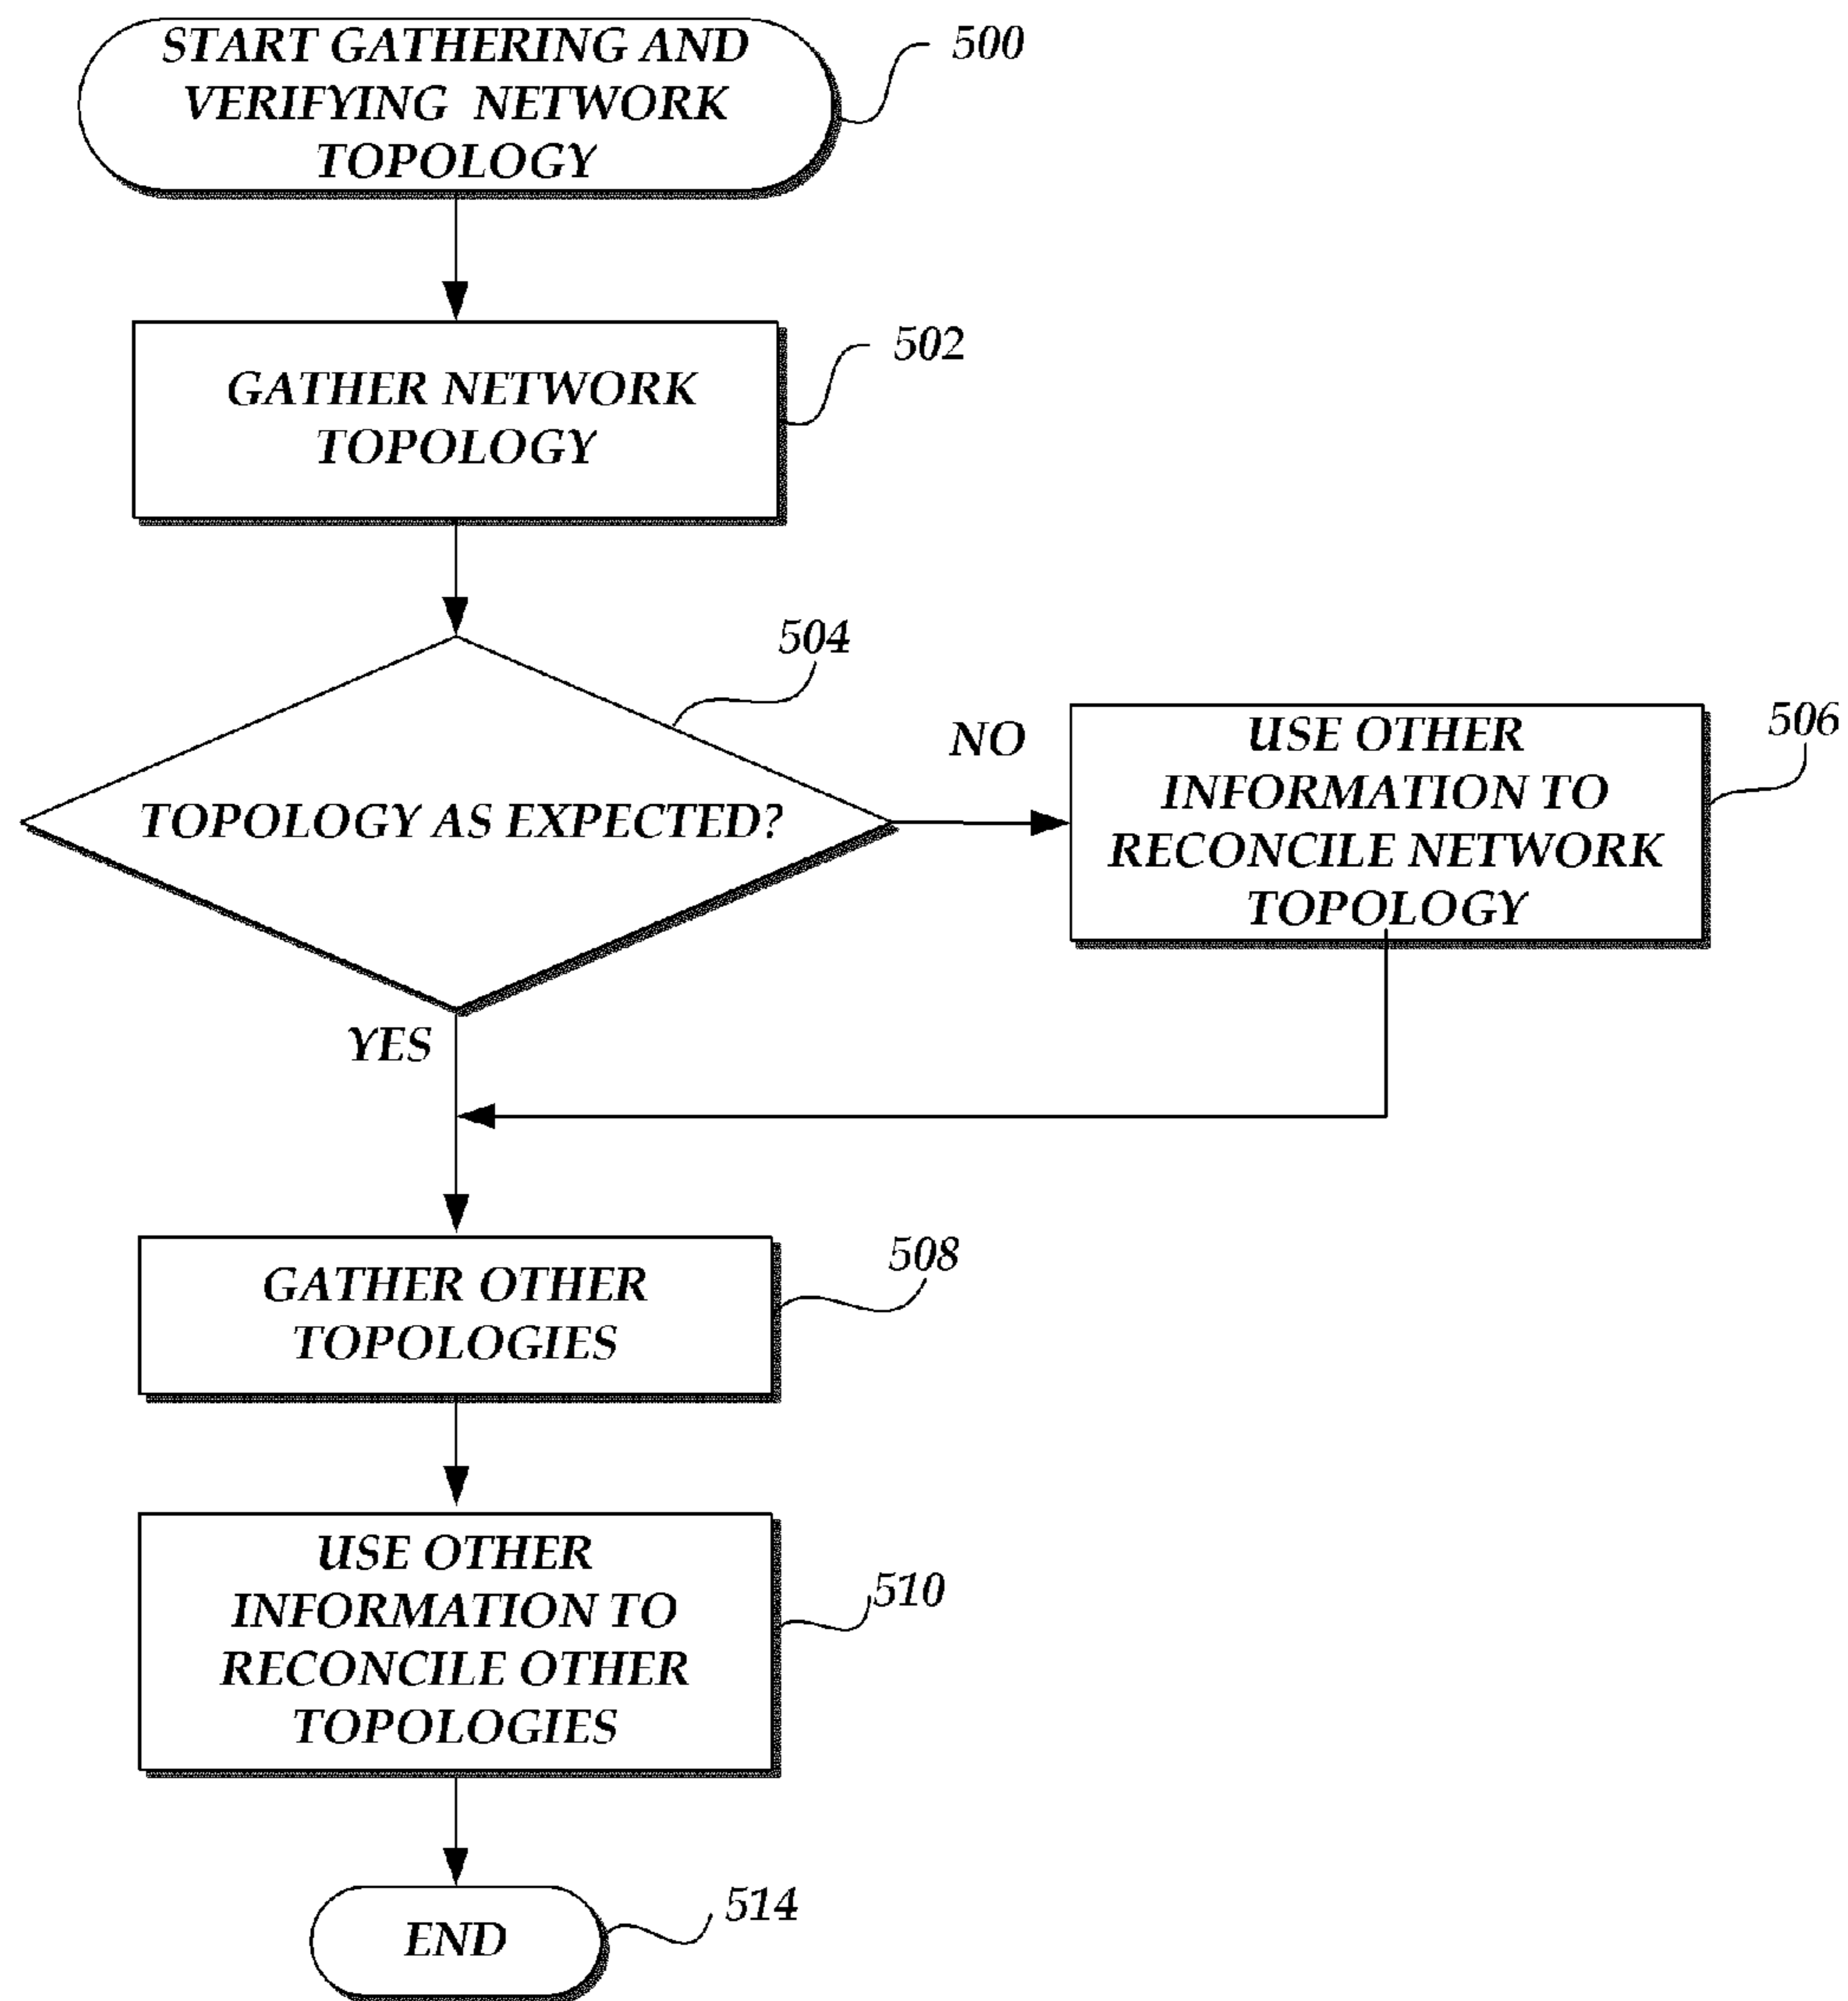 START GATHERING AND
VERIFYING NETWORK
TOPOLOGY
500
GATHER NETWORK
TOPOLOGY
502
504
TOPOLOGY AS EXPECTED?
NO
USE OTHER
INFORMATION TO
RECONCILE NETWORK
TOPOLOGY
506
YES
GATHER OTHER
TOPOLOGIES
508
USE OTHER
INFORMATION TO
RECONCILE OTHER
TOPOLOGIES
510
END
514